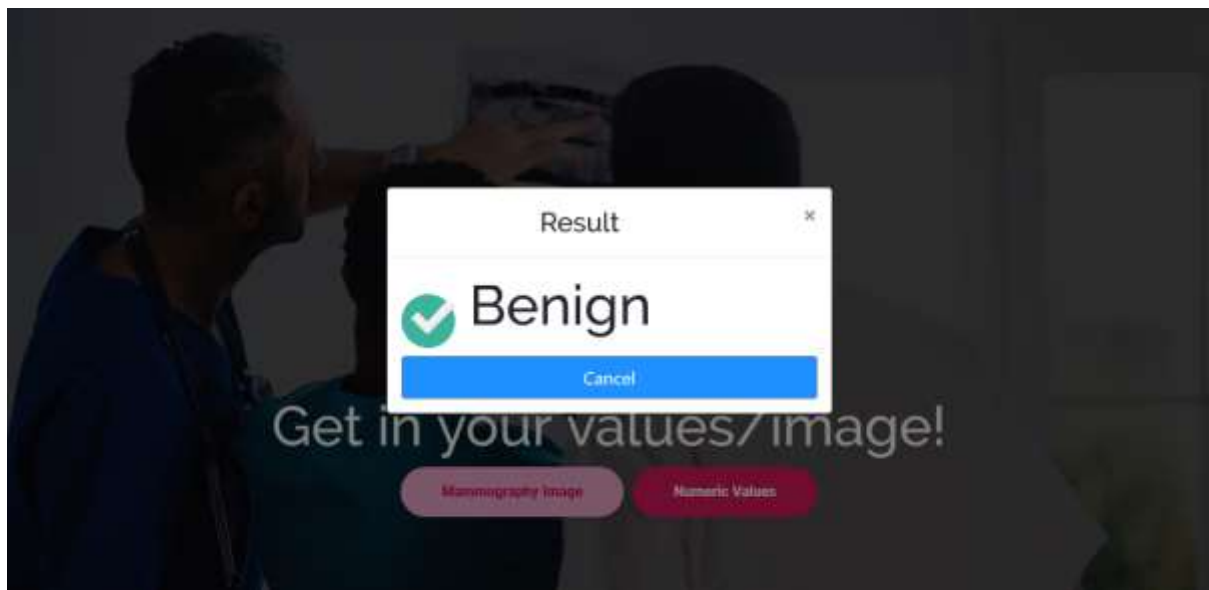 Result
×
Benign
Cancel
Get in your values/image!
Mammography Image
Numeric Values